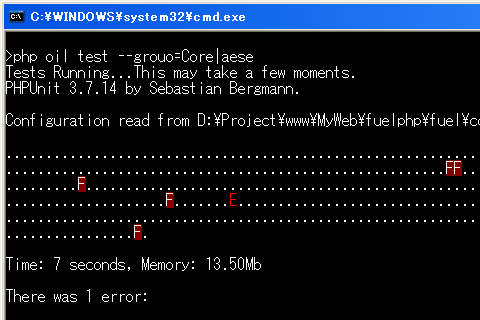 C:¥WINDOWS¥system32¥cmd.exe
>php oil test --grouo=Core|aese
Tests Running...This may take a few moments.
PHPUnit 3.7.14 by Sebastian Bergmann.
Configuration read from D:¥Project¥www¥MyWeb¥fuelphp¥fuel¥co
...........................................................
.......................................................FF..
.........F.................................................
....................F.......E..............................
...........................................................
................F.
Time: 7 seconds, Memory: 13.50Mb
There was 1 error: